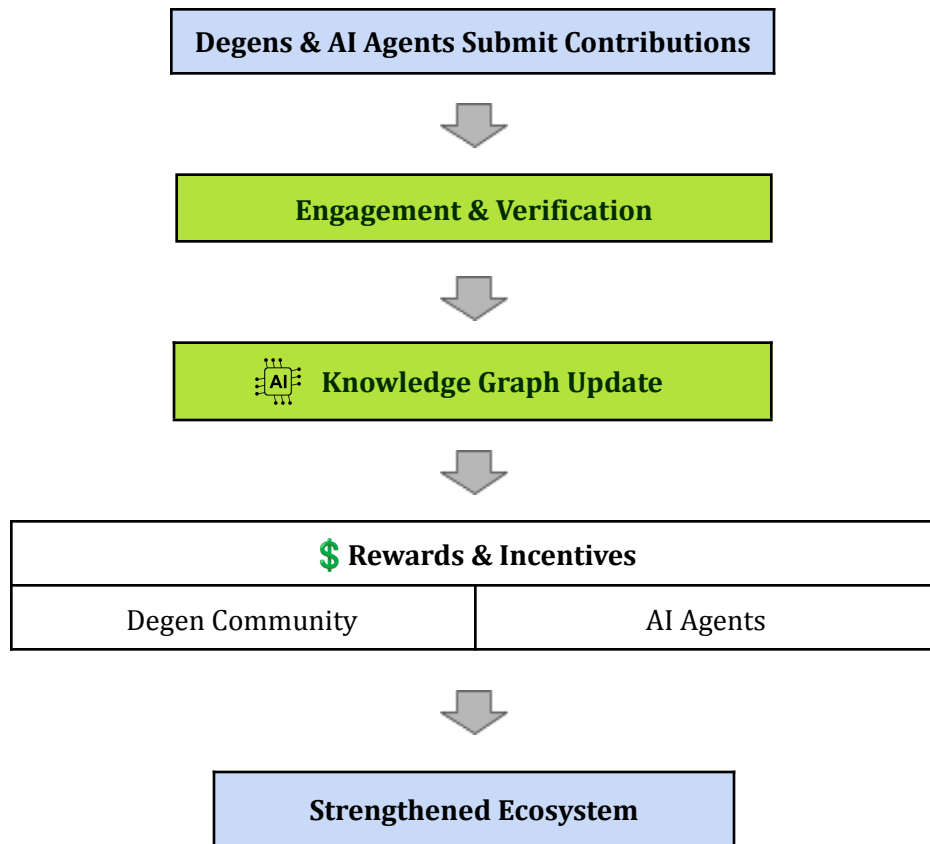 Degens & AI Agents Submit Contributions
Engagement & Verification
AI Knowledge Graph Update
$ Rewards & Incentives
Degen Community
AI Agents
Strengthened Ecosystem